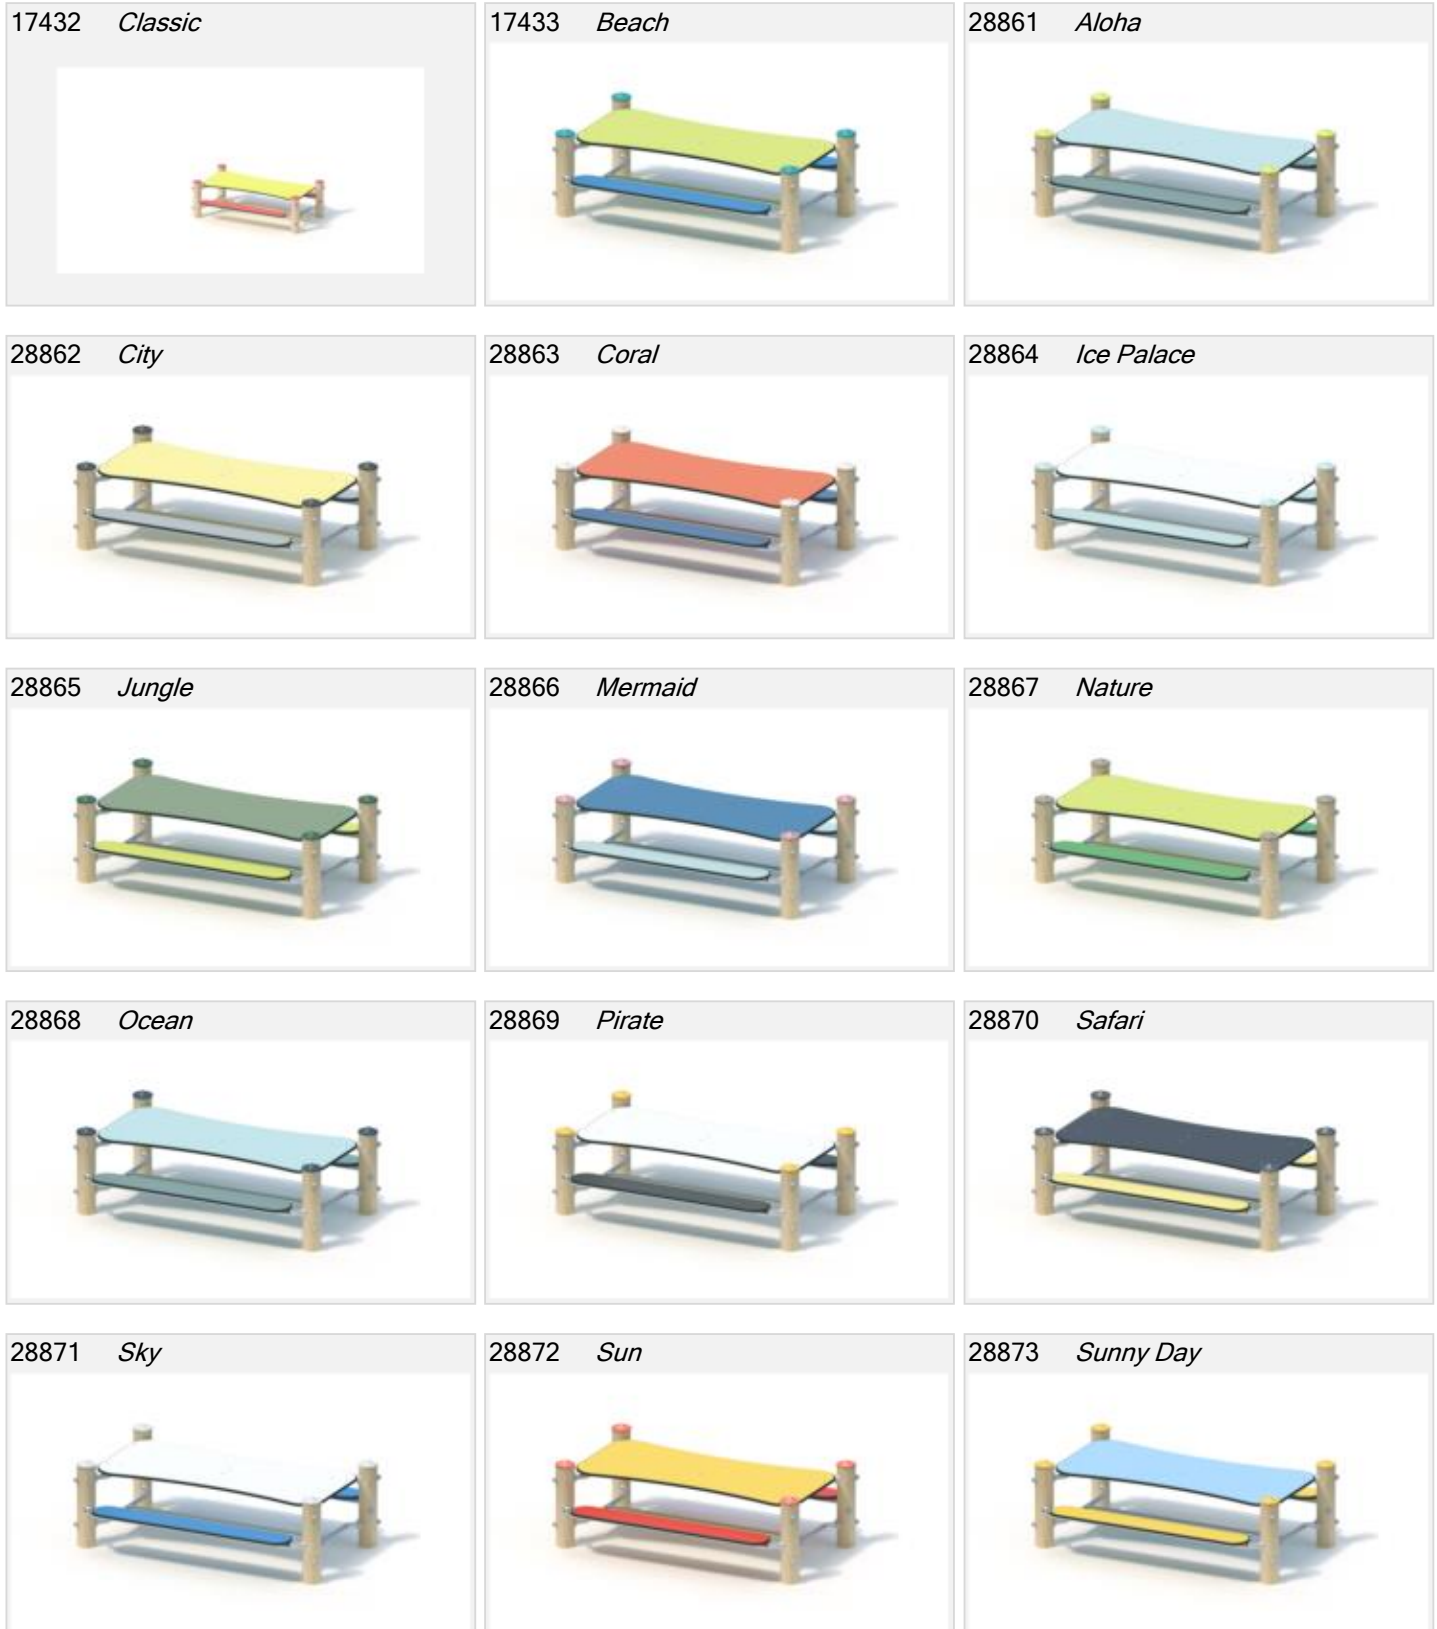 17432 Classic
17433 Beach
28861 Aloha
28862 City
28863 Coral
28864 Ice Palace
28865 Jungle
28866 Mermaid
28867 Nature
28868 Ocean
28869 Pirate
28870 Safari
28871 Sky
28872 Sun
28873 Sunny Day